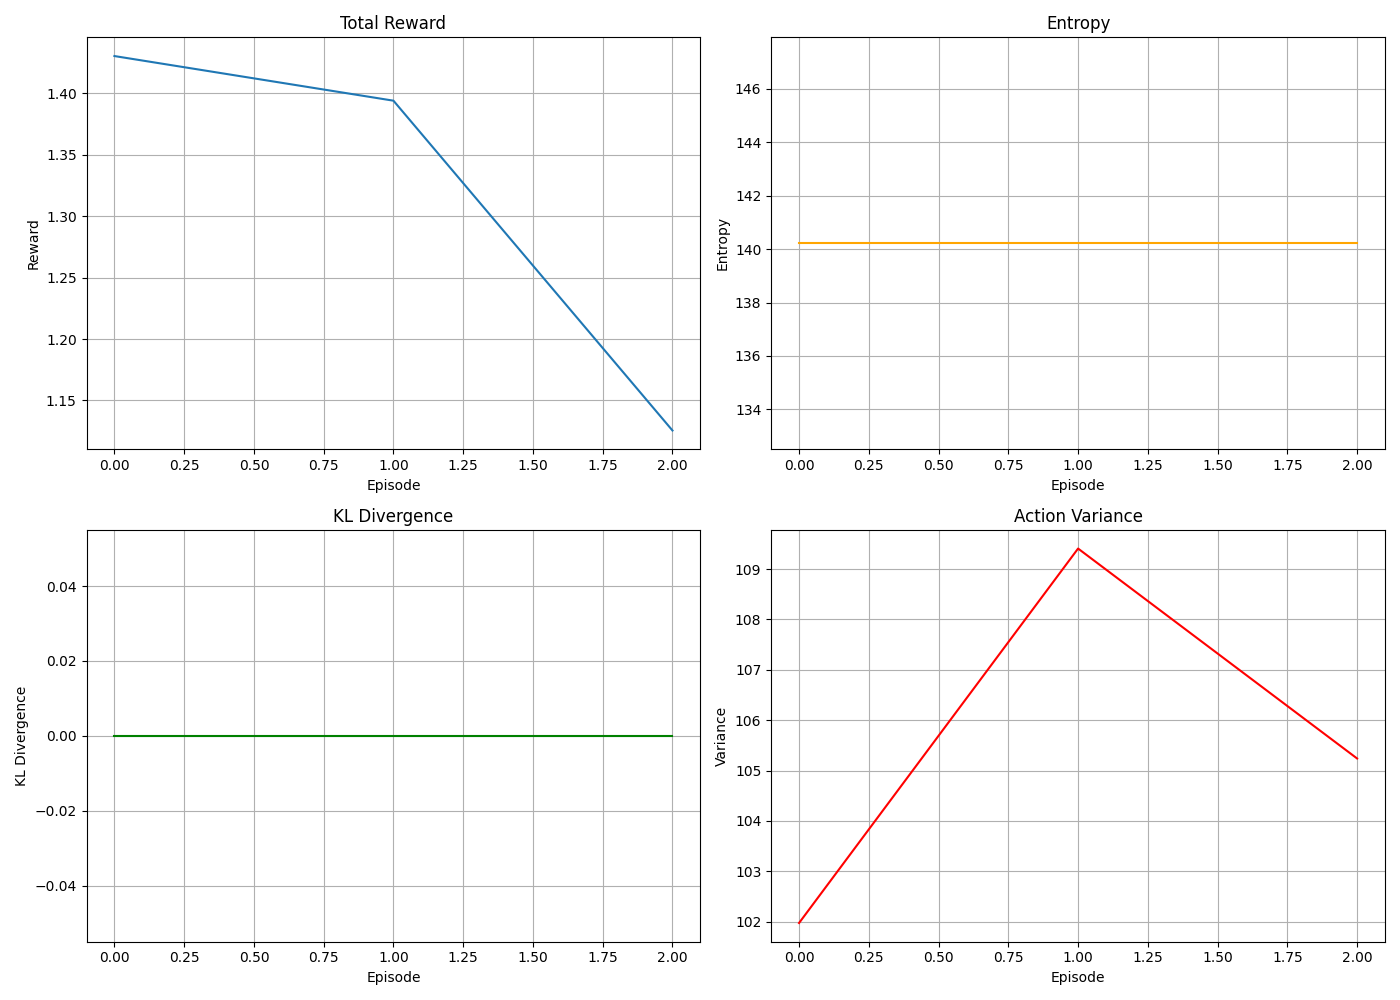 Total Reward
Reward
1.40
1.35
1.30
1.25
1.20
1.15
0.00 0.25 0.50 0.75 1.00 1.25 1.50 1.75 2.00
Episode
Entropy
Entropy
146
144
142
140
138
136
134
0.00 0.25 0.50 0.75 1.00 1.25 1.50 1.75 2.00
Episode
KL Divergence
KL Divergence
0.04
0.02
0.00
−0.02
−0.04
0.00 0.25 0.50 0.75 1.00 1.25 1.50 1.75 2.00
Episode
Action Variance
Variance
109
108
107
106
105
104
103
102
0.00 0.25 0.50 0.75 1.00 1.25 1.50 1.75 2.00
Episode